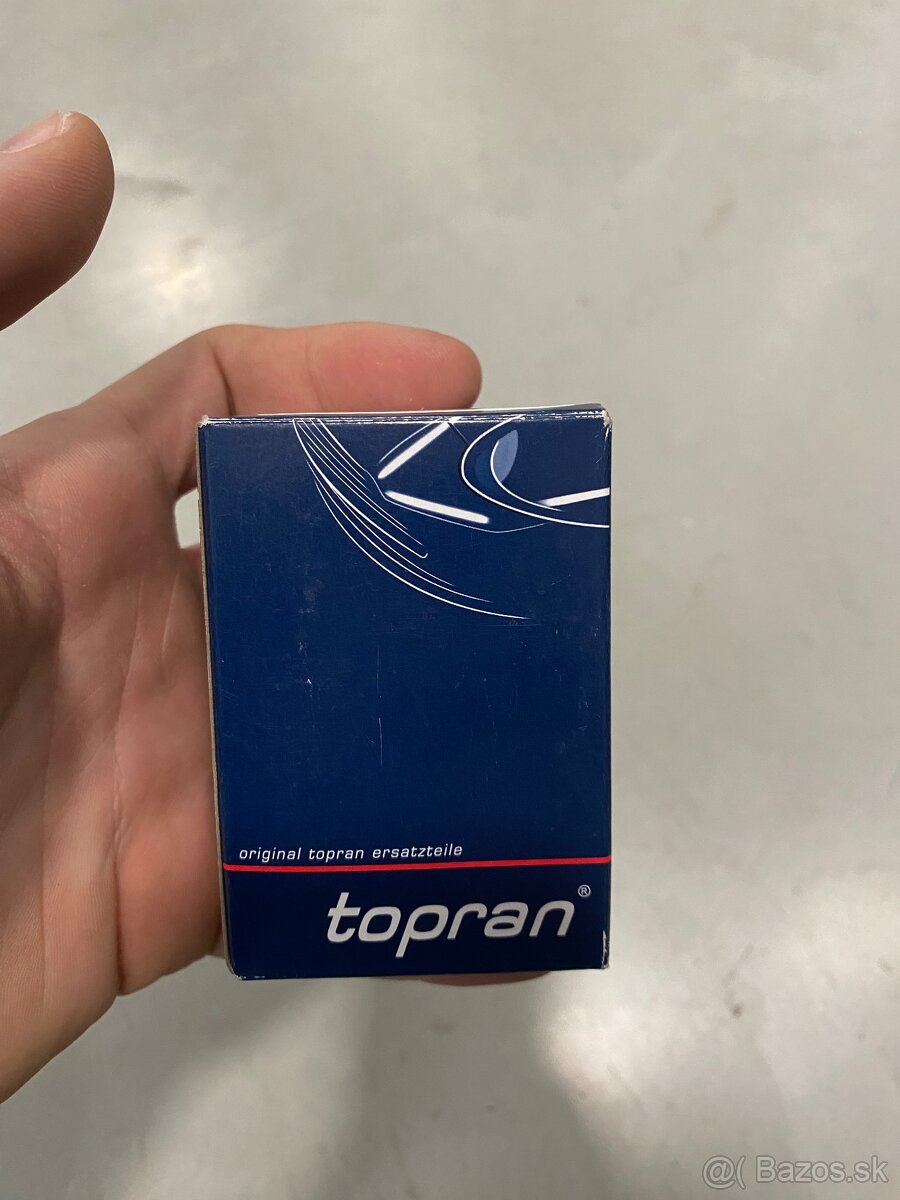 original topran ersatzteile
topran®
@( Bazos.sk